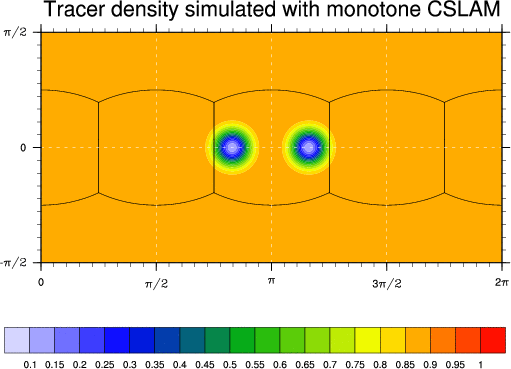 Tracer density simulated with monotone CSLAM
π/2
0
-π/2
0 π/2 π 3π/2 2π
0.1 0.15 0.2 0.25 0.3 0.35 0.4 0.45 0.5 0.55 0.6 0.65 0.7 0.75 0.8 0.85 0.9 0.95 1